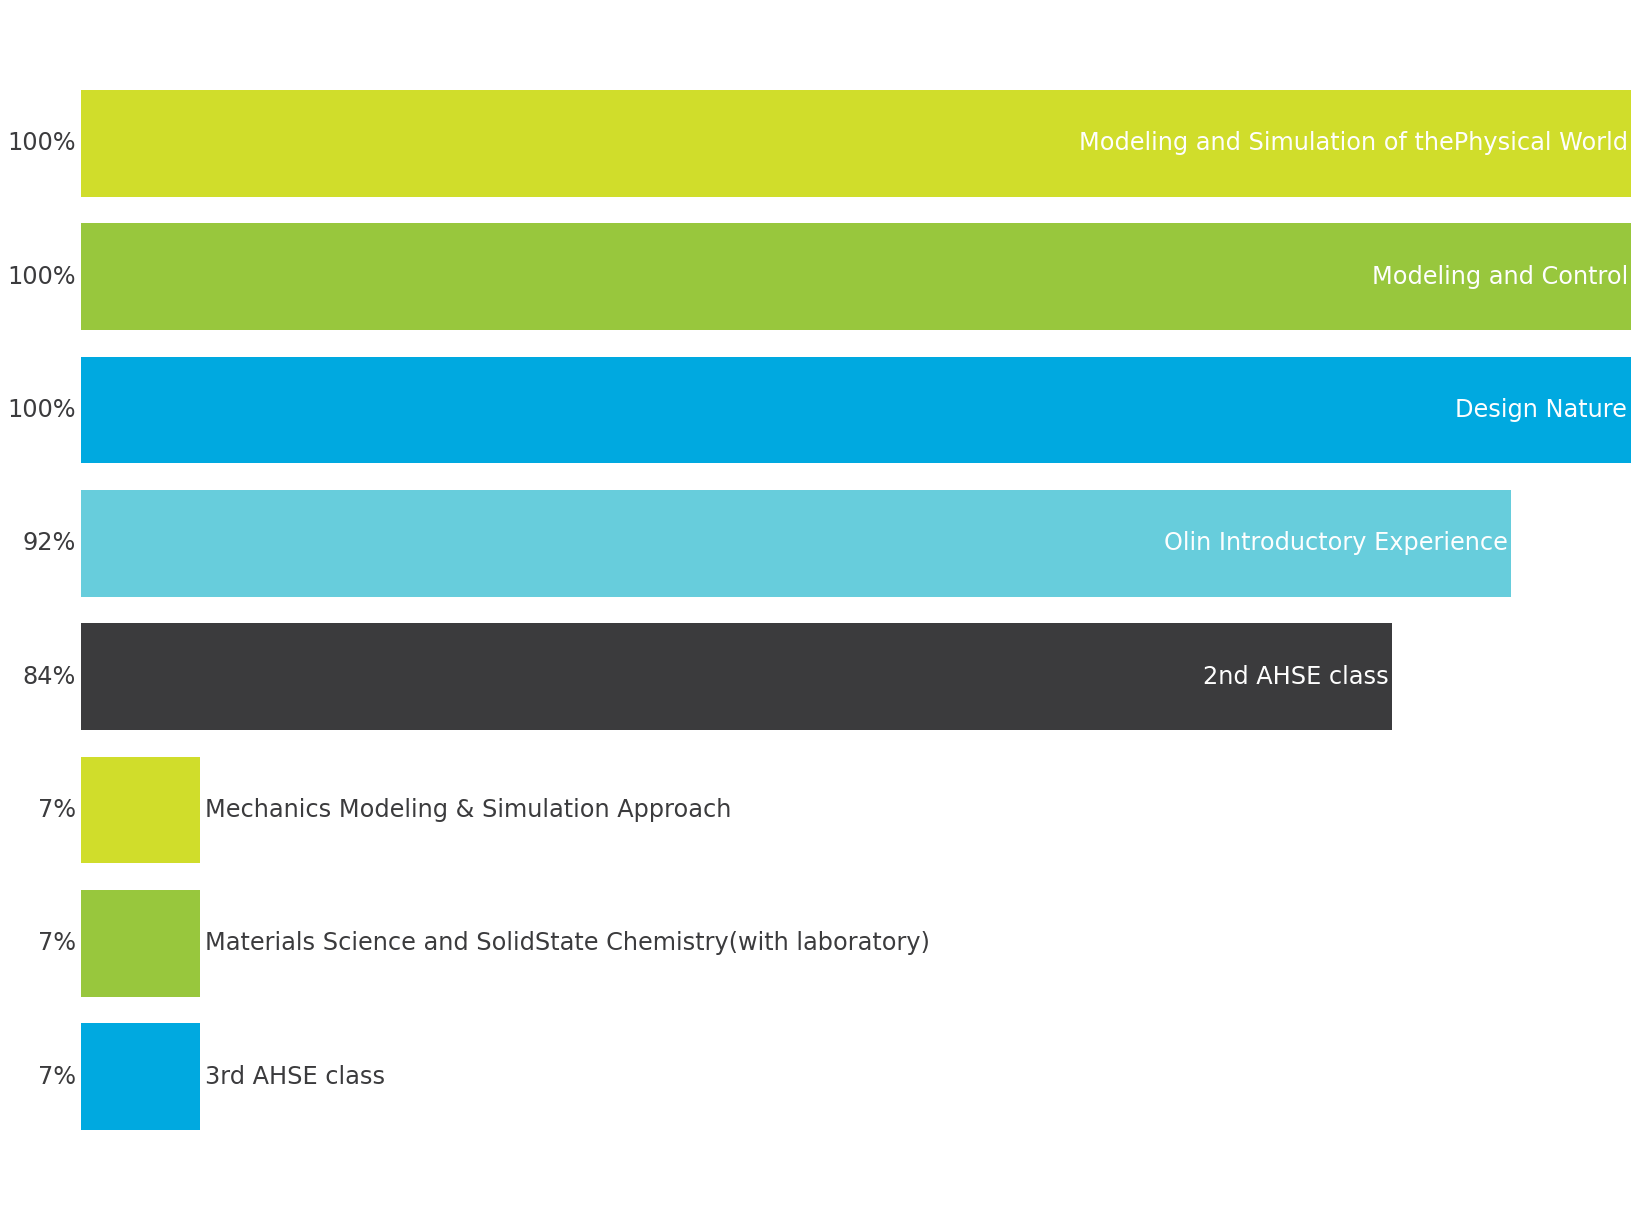 100% Modeling and Simulation of thePhysical World
100% Modeling and Control
100% Design Nature
92% Olin Introductory Experience
84% 2nd AHSE class
7% Mechanics Modeling & Simulation Approach
7% Materials Science and SolidState Chemistry(with laboratory)
7% 3rd AHSE class